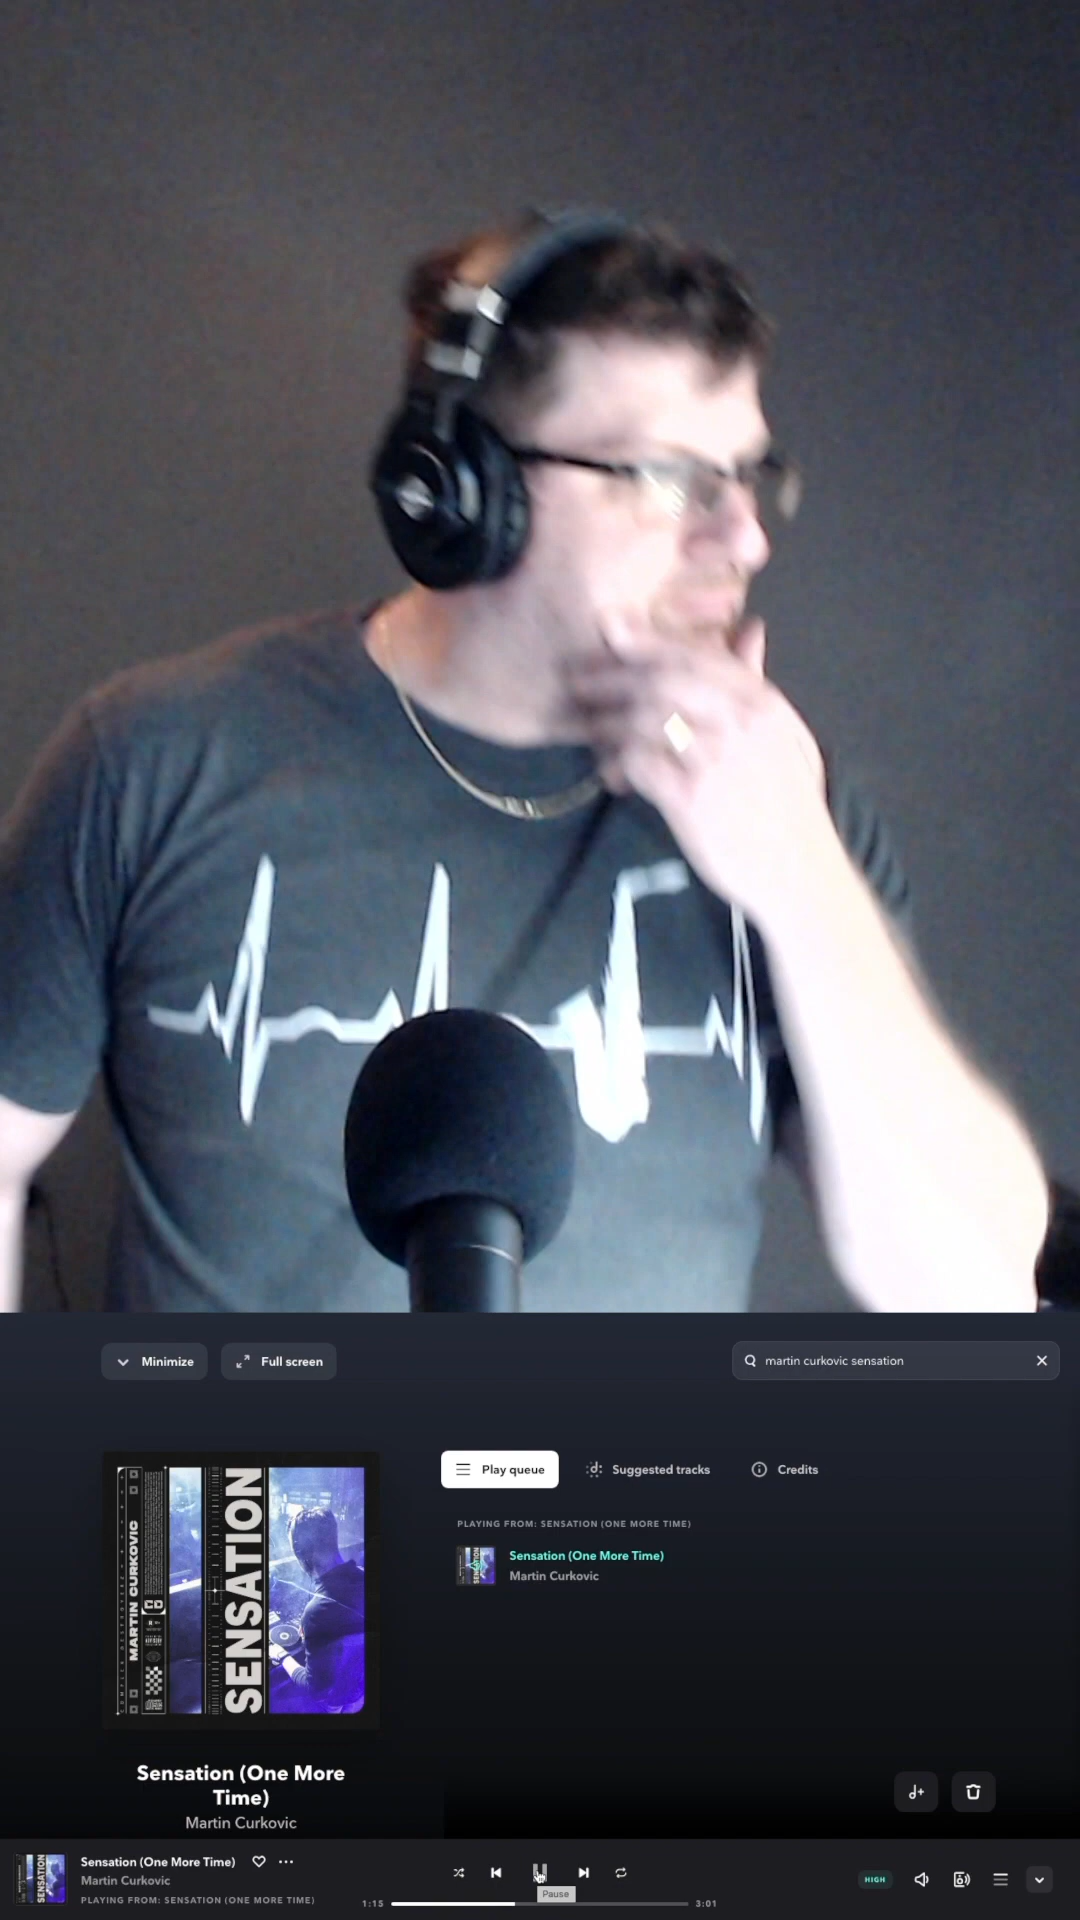 Minimize
Full screen
martin curkovic sensation
Play queue
Suggested tracks
Credits
PLAYING FROM: SENSATION (ONE MORE TIME)
Sensation (One More Time)
Martin Curkovic
MARTIN CURKOVIC
SENSATION
Sensation (One More
Time)
Martin Curkovic
Sensation (One More Time)
Martin Curkovic
PLAYING FROM: SENSATION (ONE MORE TIME)
Pause
1:15
3:01
HIGH